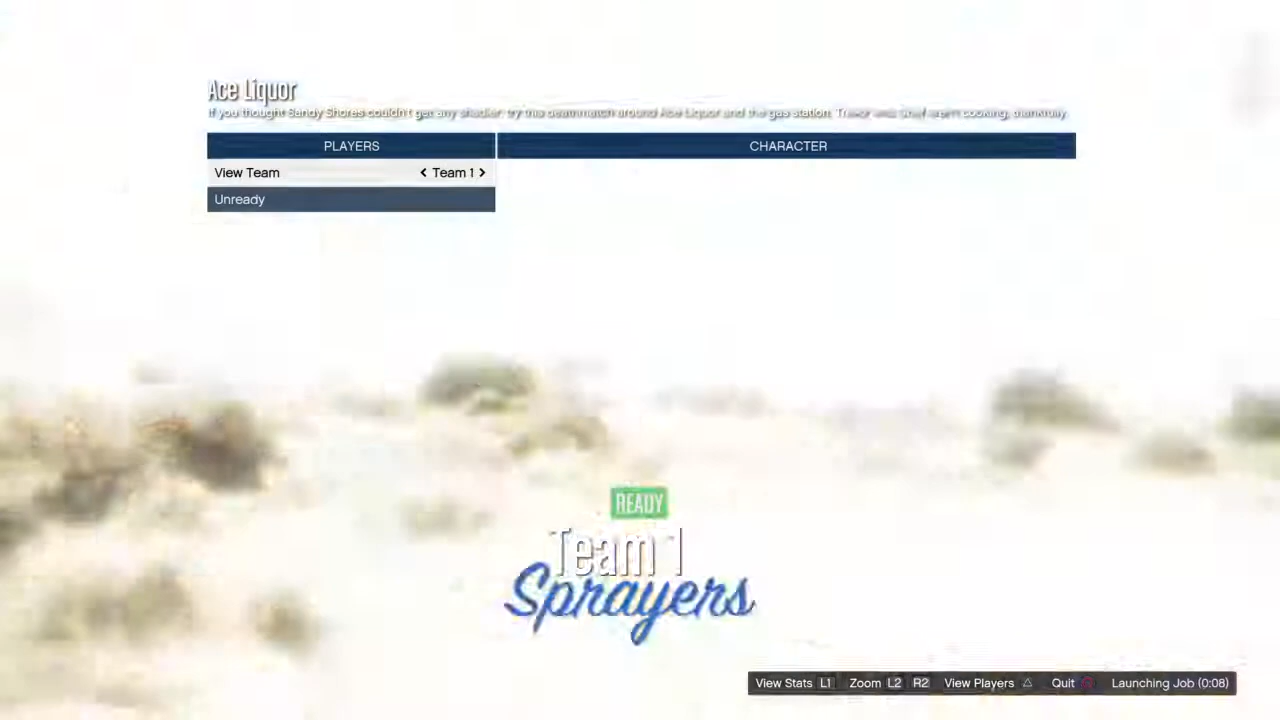 Ace Liquor
If you thought Sandy Shores couldn't get any shadier, try this deathmatch around Ace Liquor and the gas station. Trevor was Chef aren't cooking, thankfully.
PLAYERS
CHARACTER
View Team
Team 1
Unready
READY
Team 1
Sprayers
View Stats L1 Zoom L2 R2 View Players Quit Launching Job (0:08)